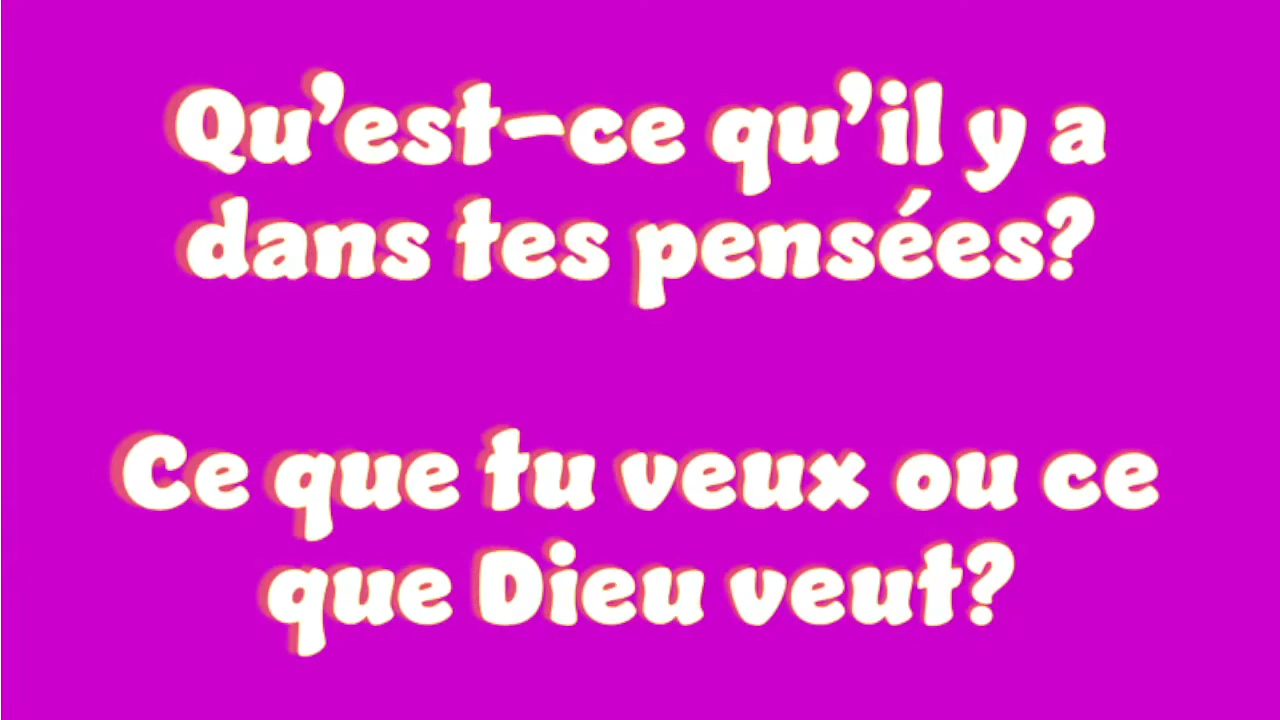 Qu’est-ce qu’il y a
dans tes pensées?
Ce que tu veux ou ce
que Dieu veut?